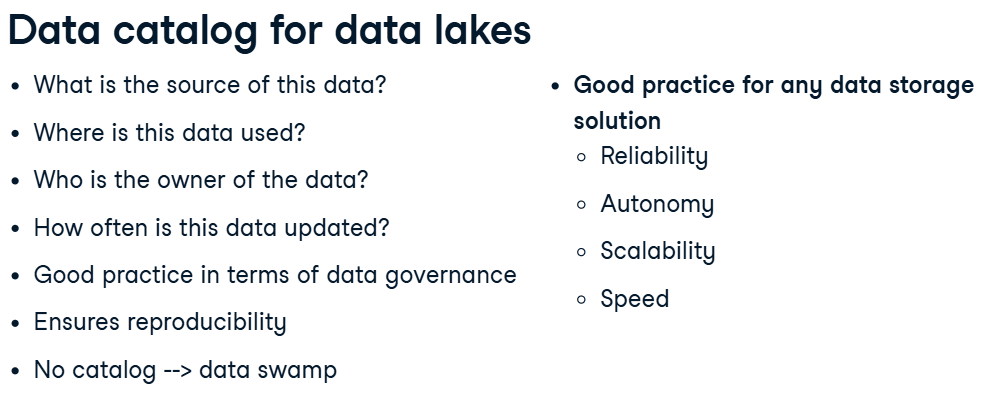 Data catalog for data lakes
• What is the source of this data?
• Where is this data used?
• Who is the owner of the data?
• How often is this data updated?
• Good practice in terms of data governance
• Ensures reproducibility
• No catalog --> data swamp
• Good practice for any data storage
solution
○ Reliability
○ Autonomy
○ Scalability
○ Speed